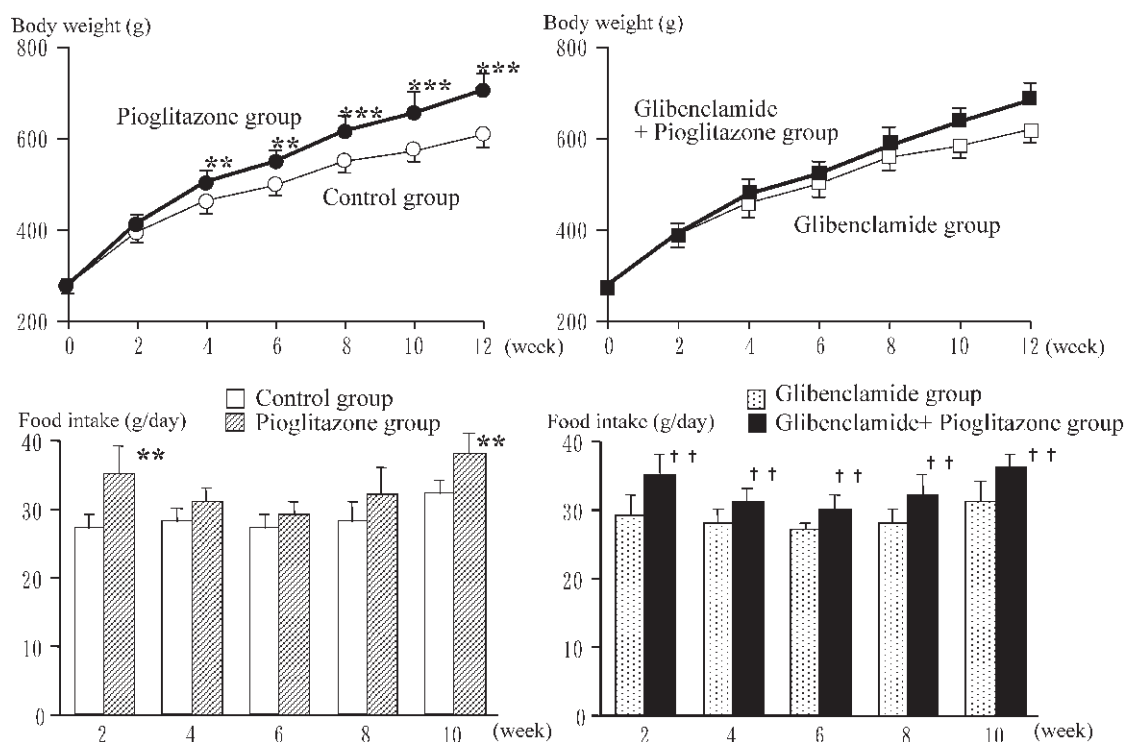 Body weight (g)
800
600
400
200
Pioglitazone group
Control group
** ** *** *** ***
0 2 4 6 8 10 12 (week)
Body weight (g)
800
600
400
200
Glibenclamide
+ Pioglitazone group
Glibenclamide group
0 2 4 6 8 10 12 (week)
Control group
Pioglitazone group
Food intake (g/day)
40
30
20
10
0
** **
2 4 6 8 10 (week)
Glibenclamide group
Glibenclamide+ Pioglitazone group
Food intake (g/day)
40
30
20
10
0
† † † † † † † † † †
2 4 6 8 10 (week)